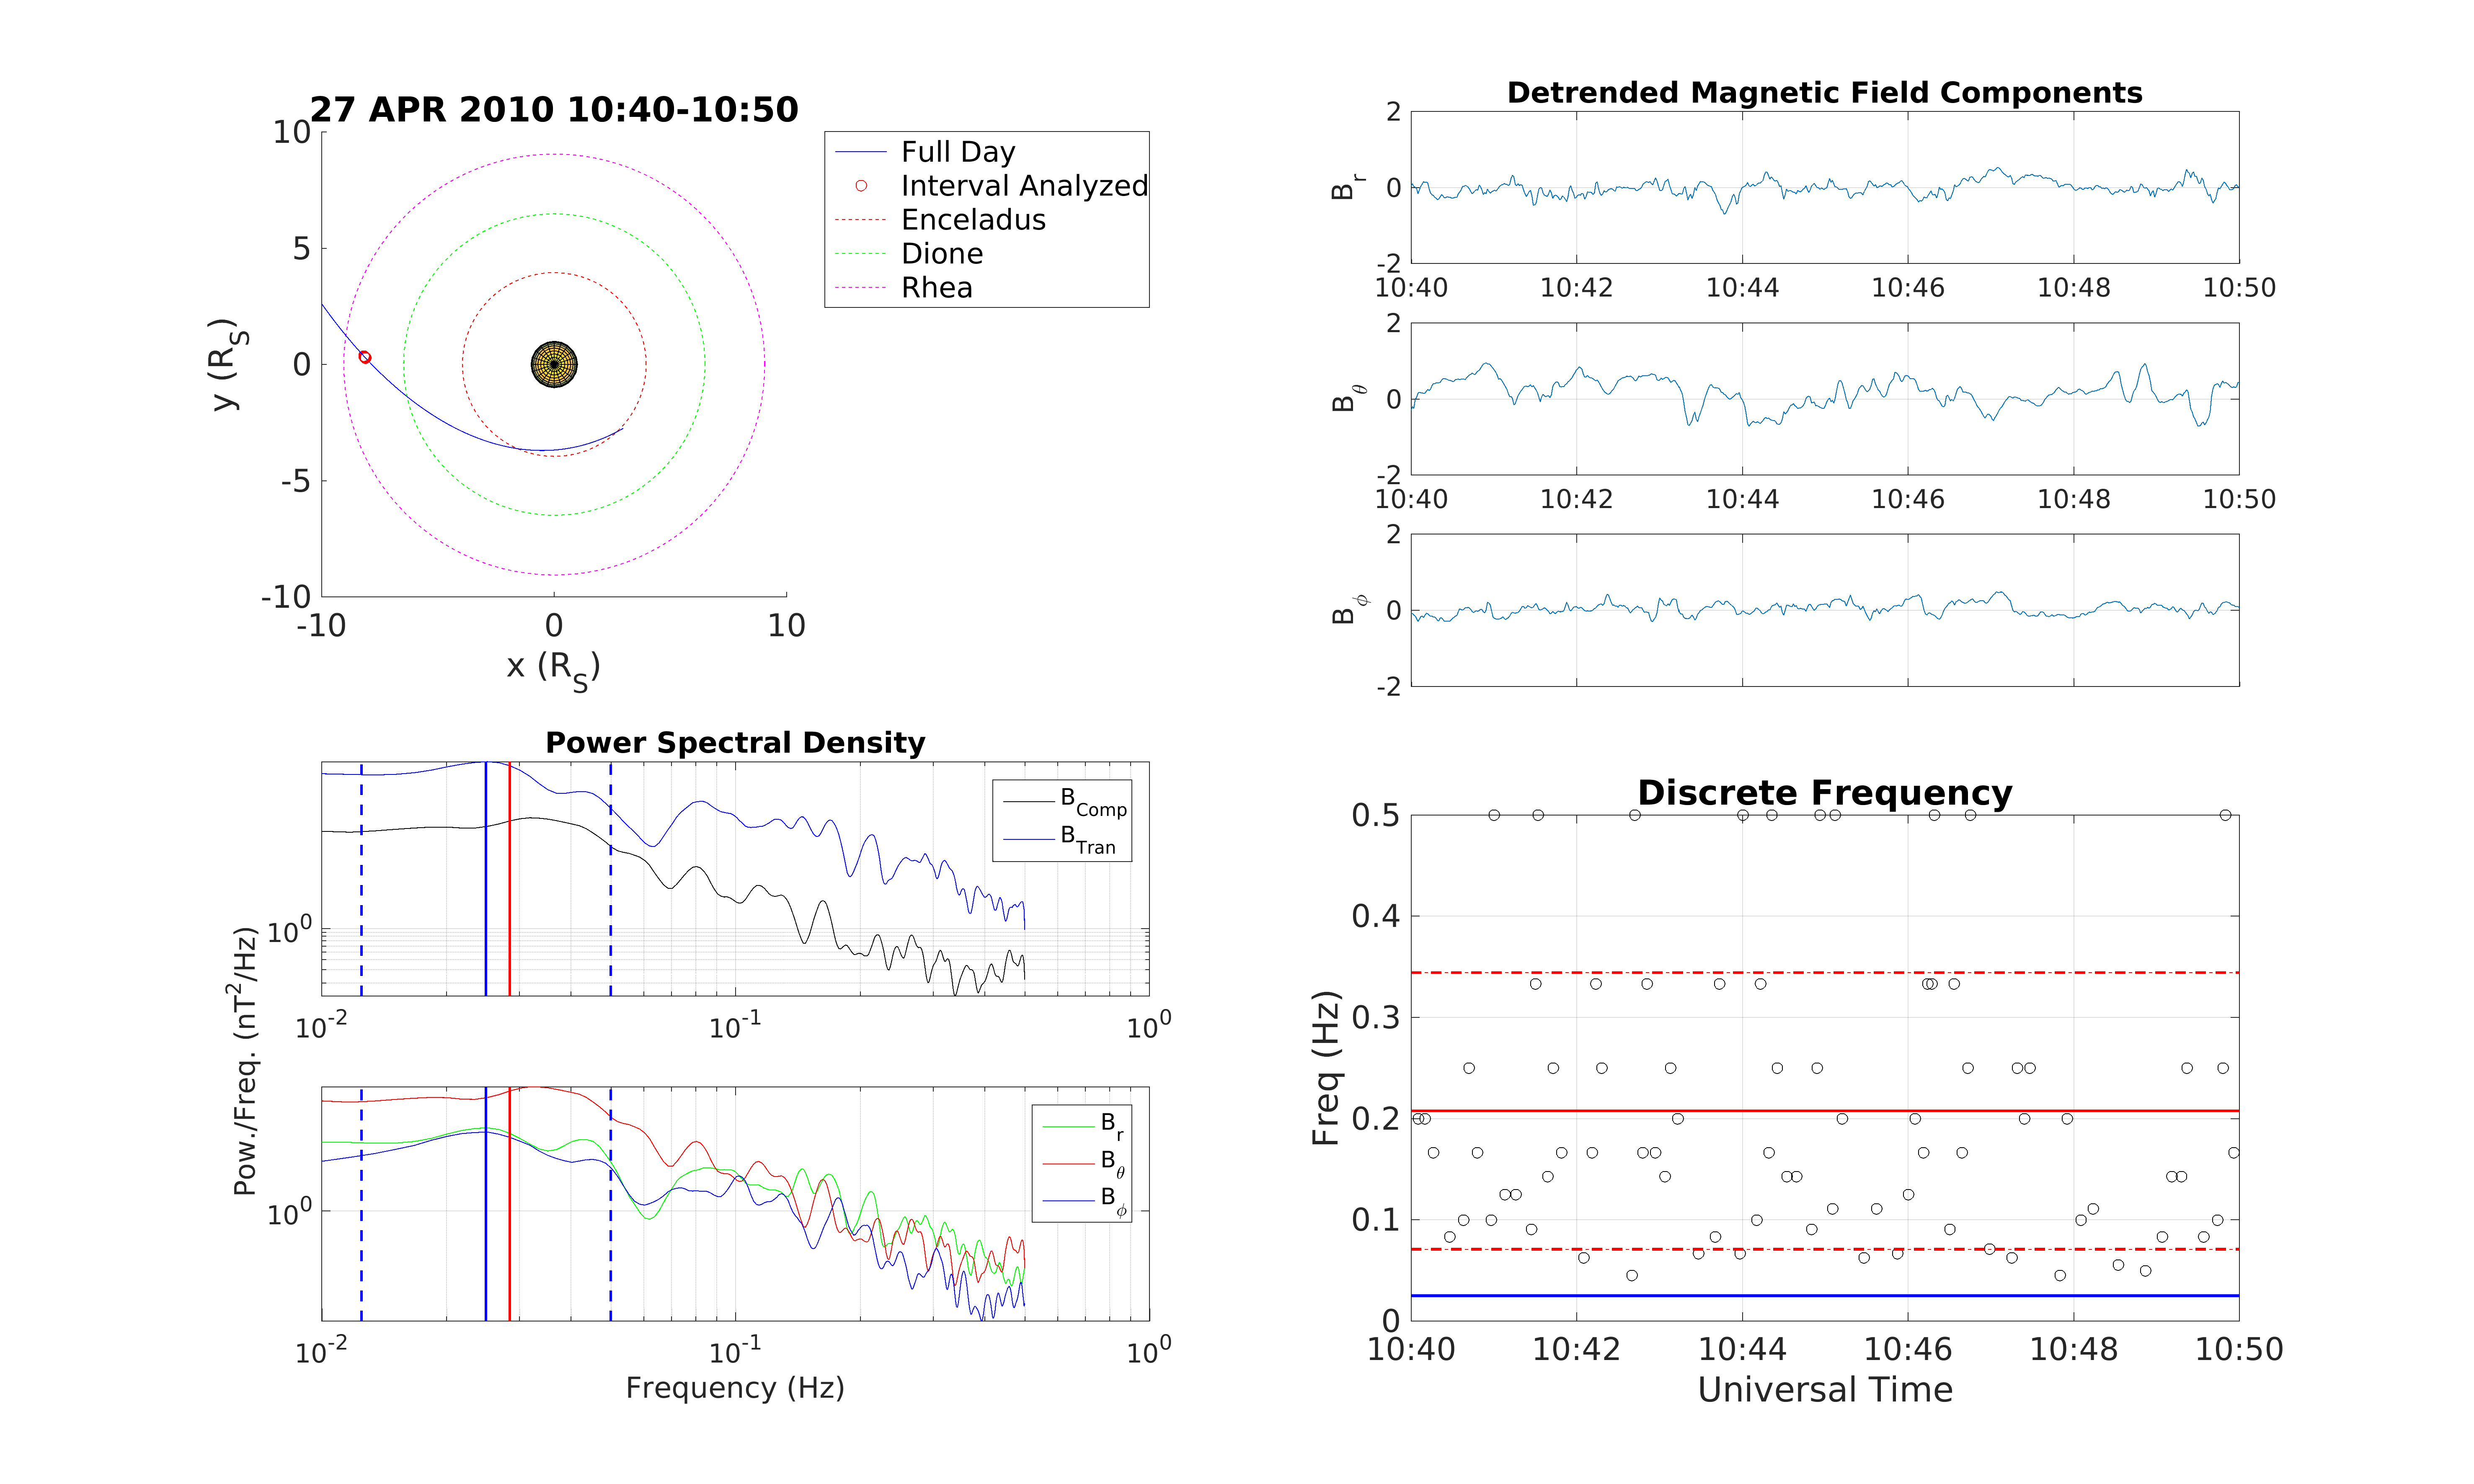 27 APR 2010 10:40-10:50
10
5
0
-5
-10
-10
0
10
y (R_S)
x (R_S)
Full Day
Interval Analyzed
Enceladus
Dione
Rhea
Detrended Magnetic Field Components
2
0
-2
B_r
10:40
10:42
10:44
10:46
10:48
10:50
2
0
-2
B_θ
10:40
10:42
10:44
10:46
10:48
10:50
2
0
-2
B_ϕ
Power Spectral Density
10^0
B_Comp
B_Tran
10^-2
10^-1
10^0
Pow./Freq. (nT^2/Hz)
10^0
B_r
B_θ
B_ϕ
10^-2
10^-1
10^0
Frequency (Hz)
Discrete Frequency
0.5
0.4
0.3
0.2
0.1
0
Freq (Hz)
10:40
10:42
10:44
10:46
10:48
10:50
Universal Time